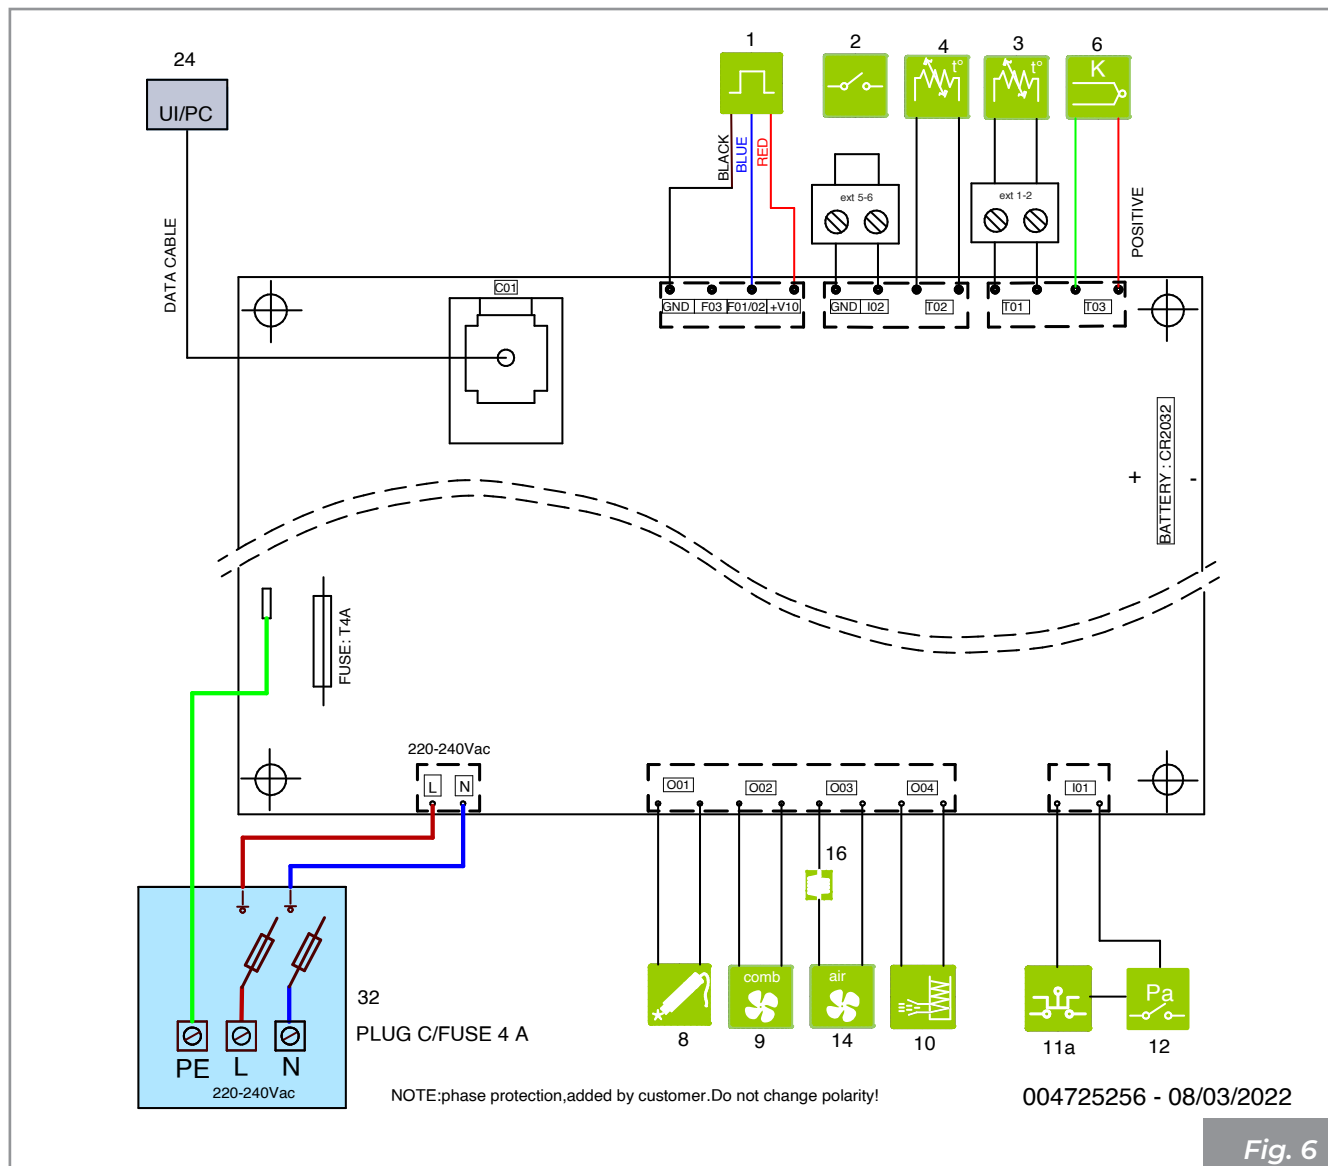 24
1
2
4
3
6
UI/PC
t°
t°
K
BLACK
BLUE
RED
DATA CABLE
POSITIVE
ext 5-6
ext 1-2
C01
GND F03 F01/02 +V10
GND I02 T02
T01 T03
+
BATTERY : CR2032
-
FUSE: T4A
220-240Vac
L N
O01 O02 O03 O04
I01
16
comb
air
Pa
32
PLUG C/FUSE 4 A
8
9
14
10
11a
12
PE L N
220-240Vac
NOTE:phase protection,added by customer.Do not change polarity!
004725256 - 08/03/2022
Fig. 6